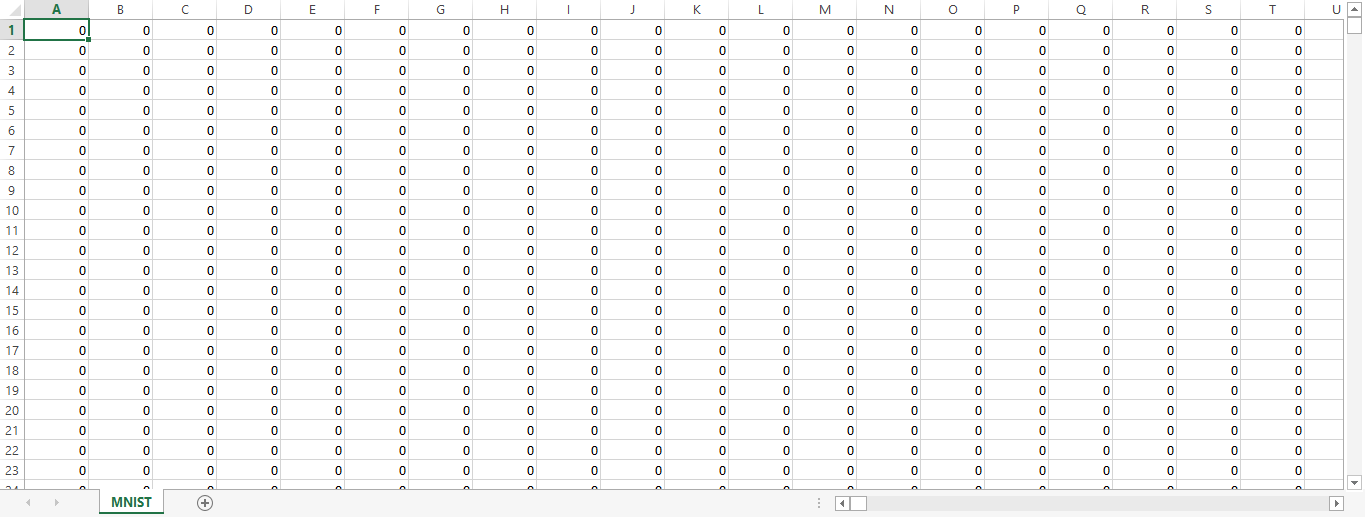 A B C D E F G H I J K L M N O P Q R S T U
1 0 0 0 0 0 0 0 0 0 0 0 0 0 0 0 0 0 0 0 0
2 0 0 0 0 0 0 0 0 0 0 0 0 0 0 0 0 0 0 0 0
3 0 0 0 0 0 0 0 0 0 0 0 0 0 0 0 0 0 0 0 0
4 0 0 0 0 0 0 0 0 0 0 0 0 0 0 0 0 0 0 0 0
5 0 0 0 0 0 0 0 0 0 0 0 0 0 0 0 0 0 0 0 0
6 0 0 0 0 0 0 0 0 0 0 0 0 0 0 0 0 0 0 0 0
7 0 0 0 0 0 0 0 0 0 0 0 0 0 0 0 0 0 0 0 0
8 0 0 0 0 0 0 0 0 0 0 0 0 0 0 0 0 0 0 0 0
9 0 0 0 0 0 0 0 0 0 0 0 0 0 0 0 0 0 0 0 0
10 0 0 0 0 0 0 0 0 0 0 0 0 0 0 0 0 0 0 0 0
11 0 0 0 0 0 0 0 0 0 0 0 0 0 0 0 0 0 0 0 0
12 0 0 0 0 0 0 0 0 0 0 0 0 0 0 0 0 0 0 0 0
13 0 0 0 0 0 0 0 0 0 0 0 0 0 0 0 0 0 0 0 0
14 0 0 0 0 0 0 0 0 0 0 0 0 0 0 0 0 0 0 0 0
15 0 0 0 0 0 0 0 0 0 0 0 0 0 0 0 0 0 0 0 0
16 0 0 0 0 0 0 0 0 0 0 0 0 0 0 0 0 0 0 0 0
17 0 0 0 0 0 0 0 0 0 0 0 0 0 0 0 0 0 0 0 0
18 0 0 0 0 0 0 0 0 0 0 0 0 0 0 0 0 0 0 0 0
19 0 0 0 0 0 0 0 0 0 0 0 0 0 0 0 0 0 0 0 0
20 0 0 0 0 0 0 0 0 0 0 0 0 0 0 0 0 0 0 0 0
21 0 0 0 0 0 0 0 0 0 0 0 0 0 0 0 0 0 0 0 0
22 0 0 0 0 0 0 0 0 0 0 0 0 0 0 0 0 0 0 0 0
23 0 0 0 0 0 0 0 0 0 0 0 0 0 0 0 0 0 0 0 0
MNIST